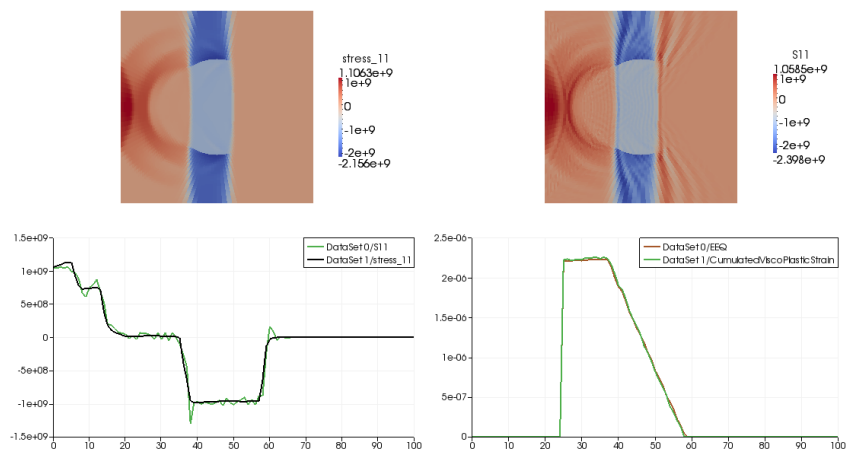 stress_11
1.1063e+9
1e+9
0
-1e+9
-2e+9
-2.156e+9
S11
1.0585e+9
1e+9
0
-1e+9
-2e+9
-2.398e+9
1.5e+09
1e+09
5e+08
0
-5e+08
-1e+09
-1.5e+09
0 10 20 30 40 50 60 70 80 90 100
DataSet 0/S11
DataSet 1/stress_11
2.5e-06
2e-06
1.5e-06
1e-06
5e-07
0
0 10 20 30 40 50 60 70 80 90 100
DataSet 0/EEQ
DataSet 1/CumulatedViscoPlasticStrain